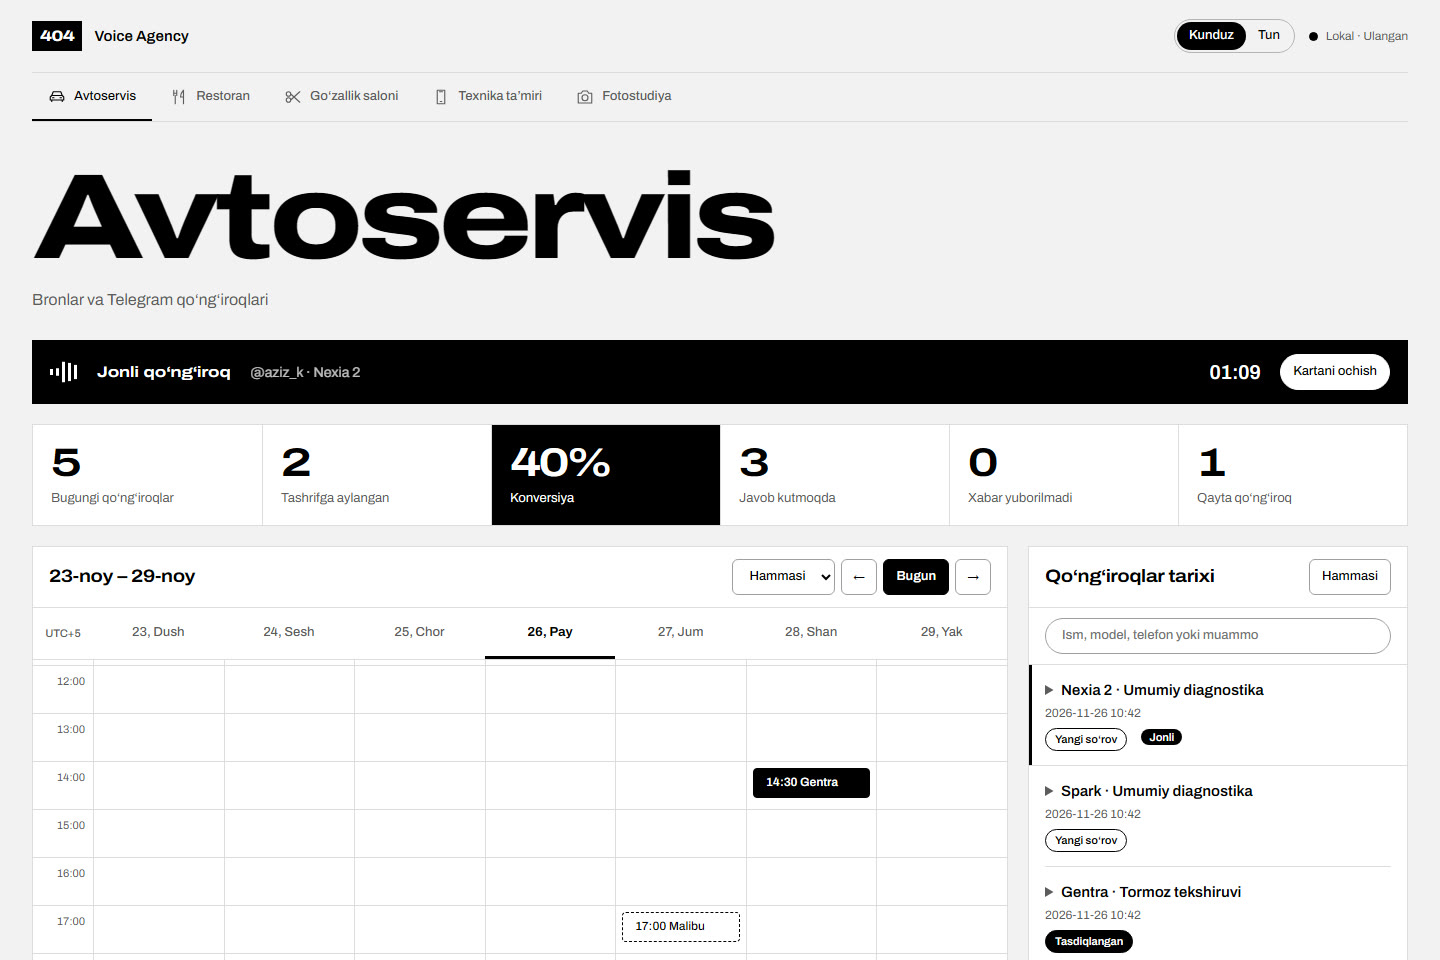 404 Voice Agency
Kunduz Tun Lokal · Ulangan
Avtoservis Restoran Go‘zallik saloni Texnika ta’miri Fotostudiya
Avtoservis
Bronlar va Telegram qo‘ng‘iroqlari
Jonli qo‘ng‘iroq @aziz_k · Nexia 2 01:09 Kartani ochish
5
Bugungi qo‘ng‘iroqlar
2
Tashrifga aylangan
40%
Konversiya
3
Javob kutmoqda
0
Xabar yuborilmadi
1
Qayta qo‘ng‘iroq
23-noy – 29-noy Hammasi ← Bugun →
UTC+5 23, Dush 24, Sesh 25, Chor 26, Pay 27, Jum 28, Shan 29, Yak
12:00
13:00
14:00
14:30 Gentra
15:00
16:00
17:00
17:00 Malibu
Qo‘ng‘iroqlar tarixi Hammasi
Ism, model, telefon yoki muammo
Nexia 2 · Umumiy diagnostika
2026-11-26 10:42
Yangi so‘rov Jonli
Spark · Umumiy diagnostika
2026-11-26 10:42
Yangi so‘rov
Gentra · Tormoz tekshiruvi
2026-11-26 10:42
Tasdiqlangan